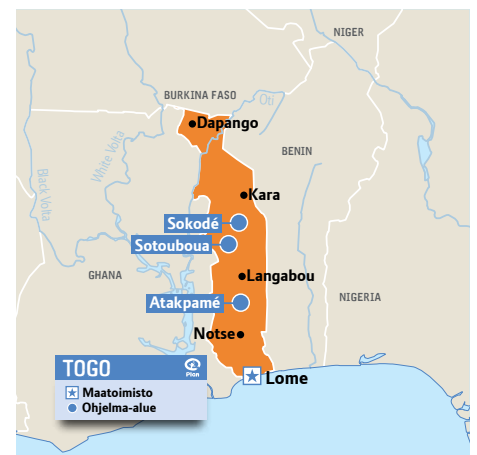 NIGER
BURKINA FASO
Oti
Dapango
White Volta
BENIN
Black Volta
Kara
Sokodé
Sotouboua
GHANA
Langabou
NIGERIA
Atakpamé
Notse
TOGO
Plan
Lome
Maatoimisto
Ohjelma-alue